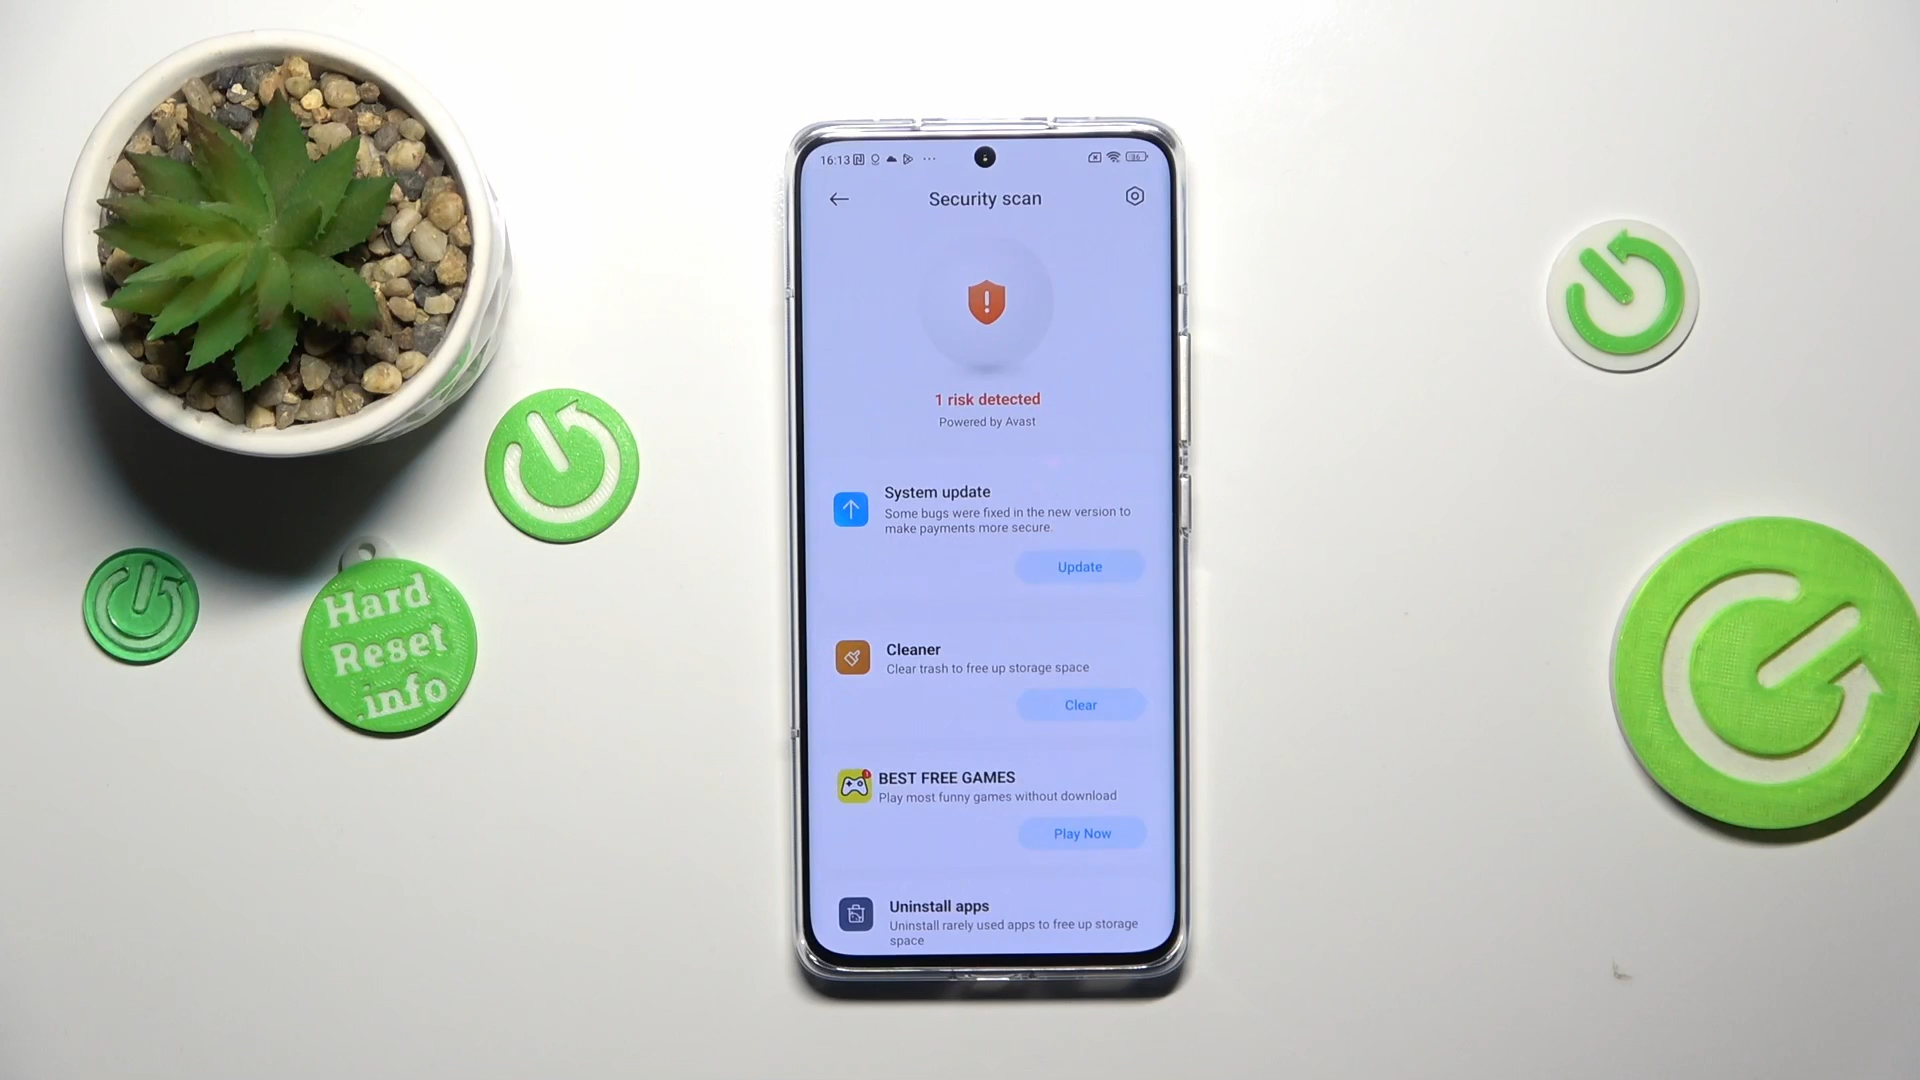 16:13
Security scan
1 risk detected
Powered by Avast
System update
Some bugs were fixed in the new version to
make payments more secure.
Update
Cleaner
Clear trash to free up storage space
Clear
BEST FREE GAMES
Play most funny games without download
Play Now
Uninstall apps
Uninstall rarely used apps to free up storage
space
Hard
Reset
.info